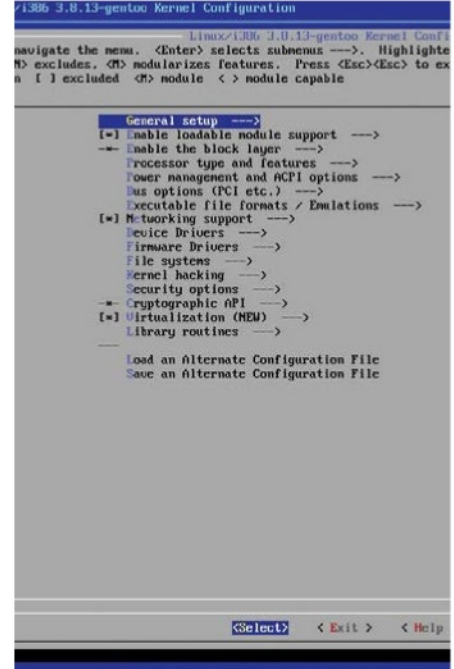 /i386 3.8.13-gentoo Kernel Configuration
Linux/i386 3.8.13-gentoo Kernel Confi
navigate the menu. <Enter> selects submenus --->. Highlighte
N> excludes, <M> modularizes features. Press <Esc><Esc> to ex
n [ ] excluded <M> module < > module capable
General setup --->
[*] Enable loadable module support --->
-*- Enable the block layer --->
Processor type and features --->
Power management and ACPI options --->
Bus options (PCI etc.) --->
Executable file formats / Emulations --->
[*] Networking support --->
Device Drivers --->
Firmware Drivers --->
File systems --->
Kernel hacking --->
Security options --->
-*- Cryptographic API --->
[*] Virtualization (NEW) --->
Library routines --->
---
Load an Alternate Configuration File
Save an Alternate Configuration File
<Select> < Exit > < Help